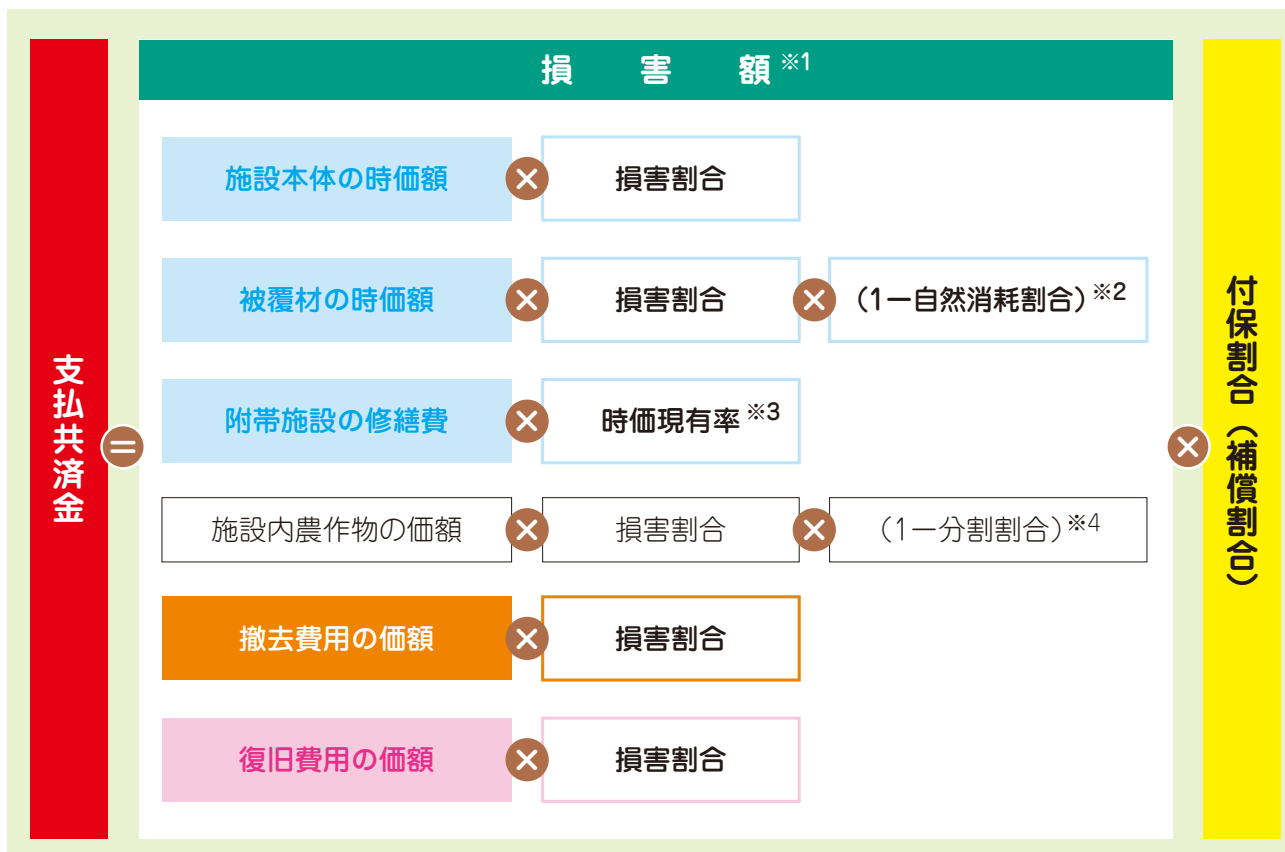 損害額※1
支払共済金
=
施設本体の時価額 × 損害割合
被覆材の時価額 × 損害割合 × (1ー自然消耗割合)※2
附帯施設の修繕費 × 時価現有率※3
施設内農作物の価額 × 損害割合 × (1ー分割割合)※4
撤去費用の価額 × 損害割合
復旧費用の価額 × 損害割合
×
付保割合(補償割合)